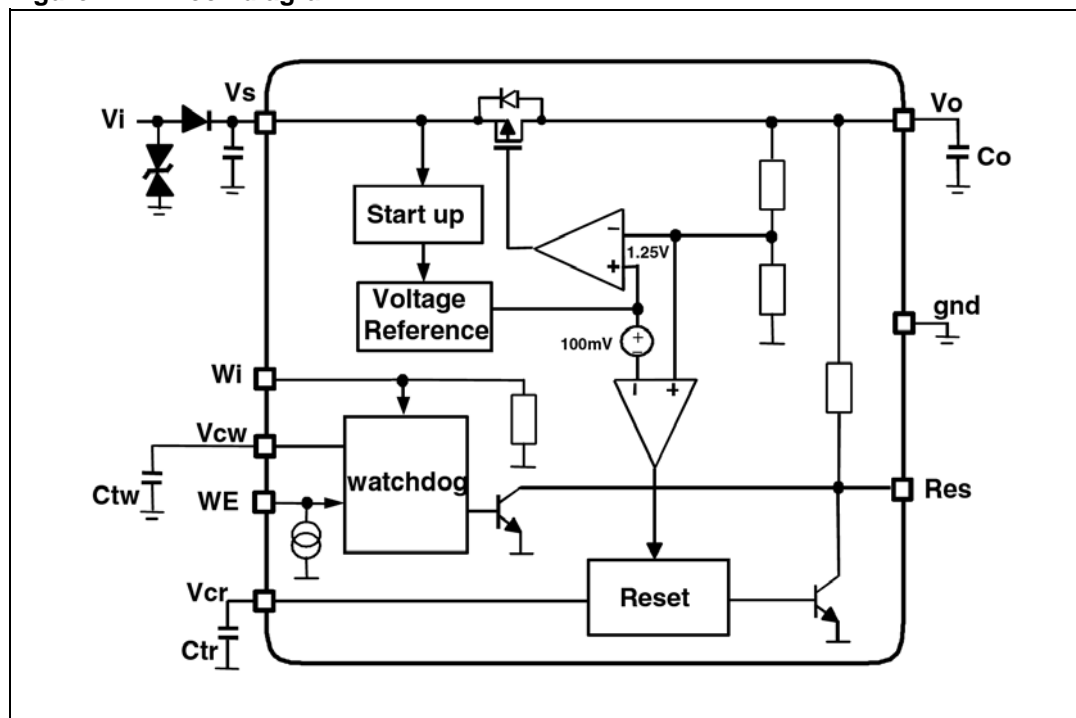 Vi
Vs
Vo
Co
Start up
−
1.25V
+
Voltage
Reference
gnd
100mV
+
−
Wi
−
+
Vcw
watchdog
Ctw
WE
Res
Vcr
Reset
Ctr